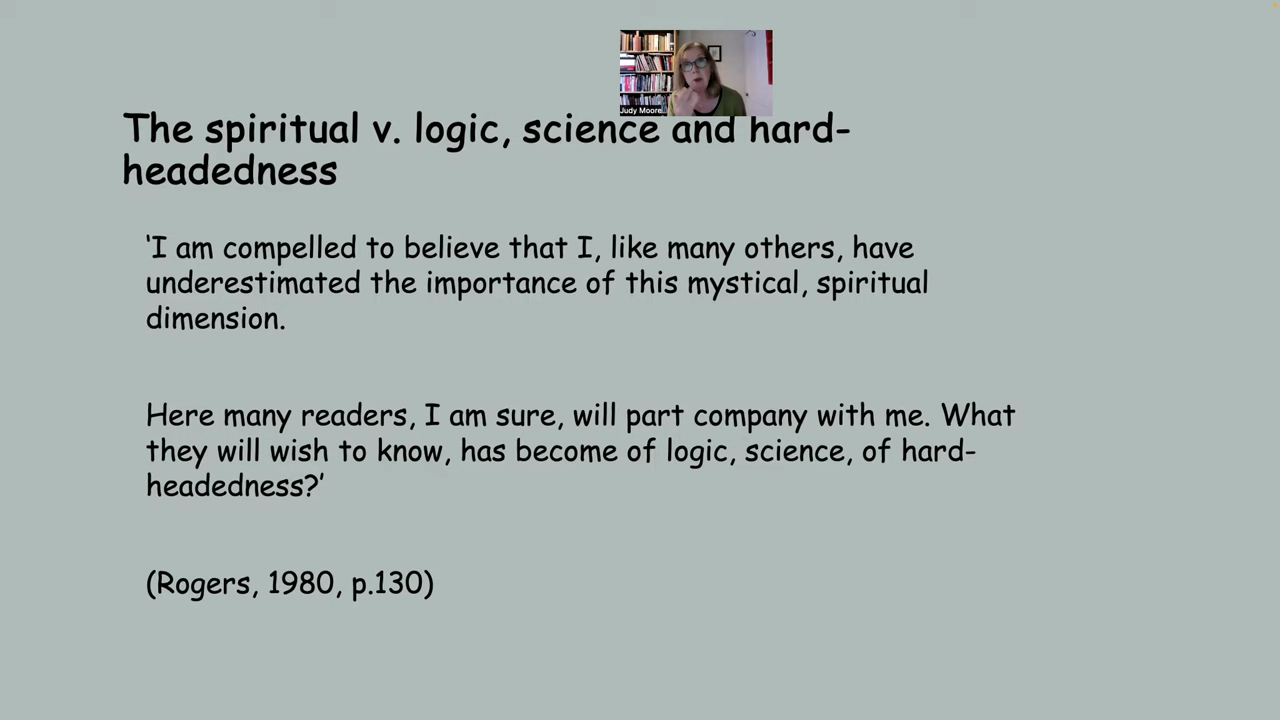 Judy Moore
The spiritual v. logic, science and hard-
headedness
‘I am compelled to believe that I, like many others, have
underestimated the importance of this mystical, spiritual
dimension.
Here many readers, I am sure, will part company with me. What
they will wish to know, has become of logic, science, of hard-
headedness?’
(Rogers, 1980, p.130)